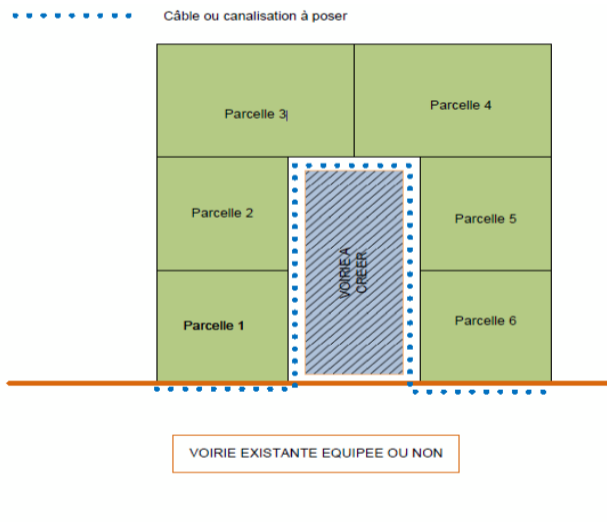 Câble ou canalisation à poser
Parcelle 3
Parcelle 4
Parcelle 2
Parcelle 5
VOIRIE A
CREER
Parcelle 1
Parcelle 6
VOIRIE EXISTANTE EQUIPEE OU NON